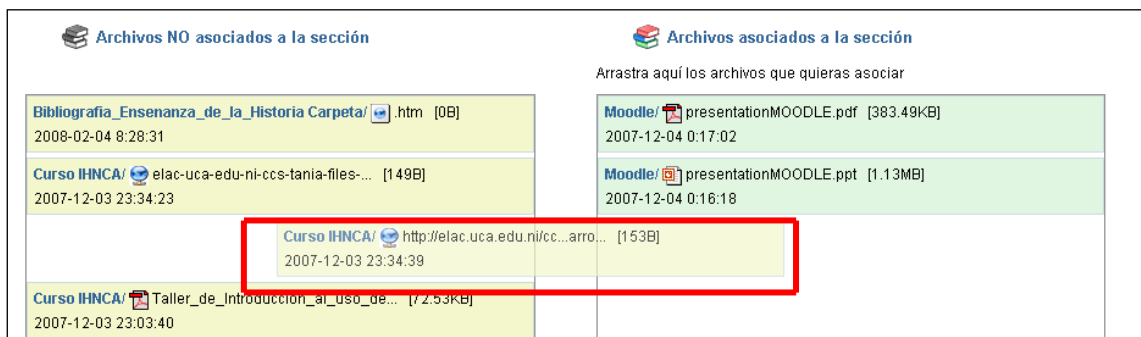 Archivos NO asociados a la sección
Bibliografia_Ensenanza_de_la_Historia Carpeta/ .htm [0B]
2008-02-04 8:28:31
Curso IHNCA/ elac-uca-edu-ni-ccs-tania-files-... [149B]
2007-12-03 23:34:23
Curso IHNCA/ http://elac.uca.edu.ni/cc...arro... [153B]
2007-12-03 23:34:39
Curso IHNCA/ Taller_de_Introduccion_al_uso_de... [72.53KB]
2007-12-03 23:03:40
Archivos asociados a la sección
Arrastra aquí los archivos que quieras asociar
Moodle/ presentationMOODLE.pdf [383.49KB]
2007-12-04 0:17:02
Moodle/ presentationMOODLE.ppt [1.13MB]
2007-12-04 0:16:18